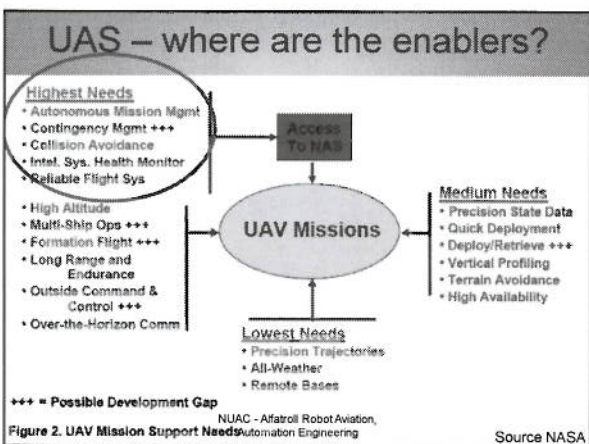 UAS – where are the enablers?
Highest Needs
• Autonomous Mission Mgmt
• Contingency Mgmt +++
• Collision Avoidance
• Intel. Sys. Health Monitor
• Reliable Flight Sys
Access
To NAS
• High Altitude
• Multi-Ship Ops +++
• Formation Flight +++
• Long Range and
Endurance
• Outside Command &
Control +++
• Over-the-Horizon Comm
UAV Missions
Medium Needs
• Precision State Data
• Quick Deployment
• Deploy/Retrieve +++
• Vertical Profiling
• Terrain Avoidance
• High Availability
Lowest Needs
• Precision Trajectories
• All-Weather
• Remote Bases
+++ = Possible Development Gap
Figure 2. UAV Mission Support Needs
NUAC - Alfatroll Robot Aviation,
Automation Engineering
Source NASA